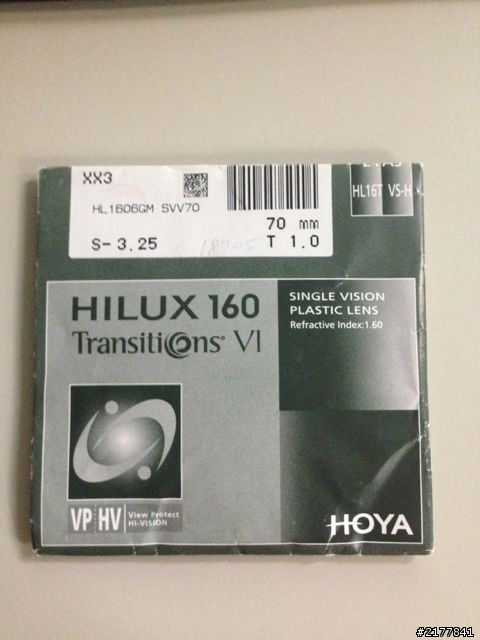 XX3
HL1606GM SVV70
70 mm
S- 3.25
T 1.0
HL16T VS-H
HILUX 160
Transitions VI
SINGLE VISION
PLASTIC LENS
Refractive Index:1.60
VP HV
View Protect
HI-VISION
HOYA
#2177841